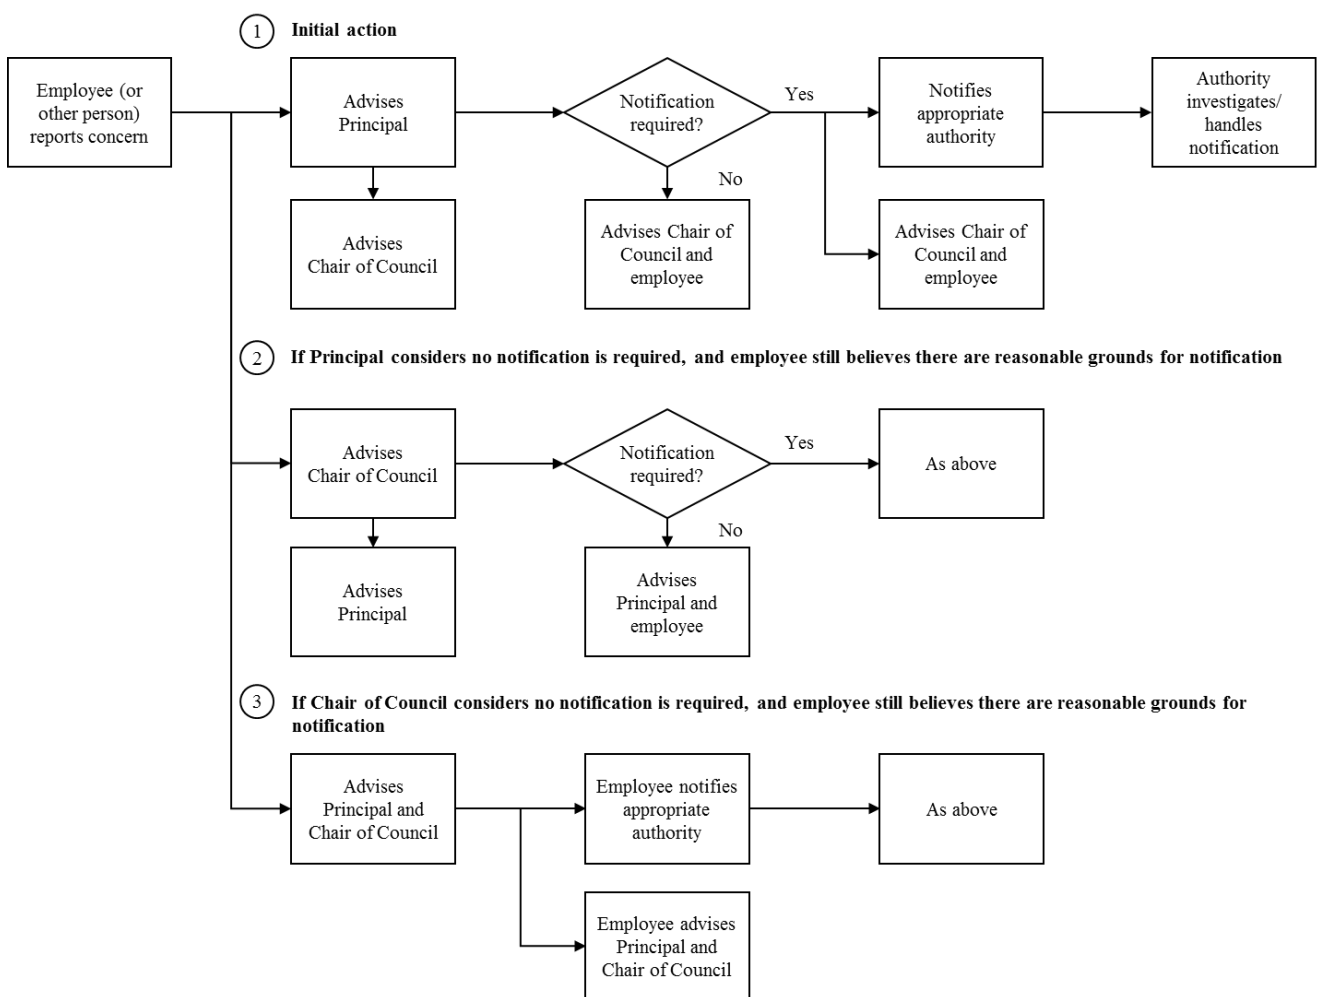 1 Initial action
Employee (or
other person)
reports concern
Advises
Principal
Notification
required?
Yes
Notifies
appropriate
authority
Authority
investigates/
handles
notification
No
Advises
Chair of Council
Advises Chair of
Council and
employee
Advises Chair of
Council and
employee
2 If Principal considers no notification is required, and employee still believes there are reasonable grounds for notification
Advises
Chair of Council
Notification
required?
Yes
As above
No
Advises
Principal
Advises
Principal and
employee
3 If Chair of Council considers no notification is required, and employee still believes there are reasonable grounds for
notification
Advises
Principal and
Chair of Council
Employee notifies
appropriate
authority
As above
Employee advises
Principal and
Chair of Council